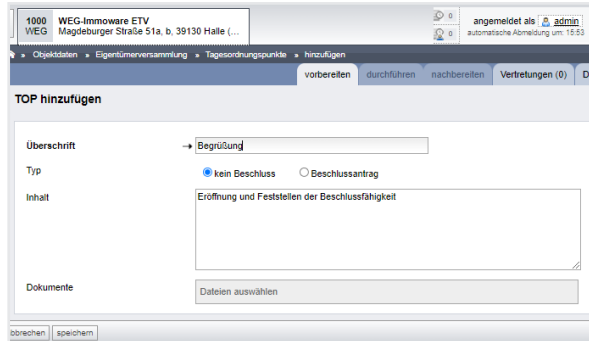 1000 WEG-Immoware ETV
WEG Magdeburger Straße 51a, b, 39130 Halle (...
0
0
angemeldet als admin
automatische Abmeldung um: 15:53
» Objektdaten » Eigentümerversammlung » Tagesordnungspunkte » hinzufügen
vorbereiten durchführen nachbereiten Vertretungen (0) D
TOP hinzufügen
Überschrift → Begrüßung
Typ kein Beschluss Beschlussantrag
Inhalt Eröffnung und Feststellen der Beschlussfähigkeit
Dokumente Dateien auswählen
bbrechen speichern